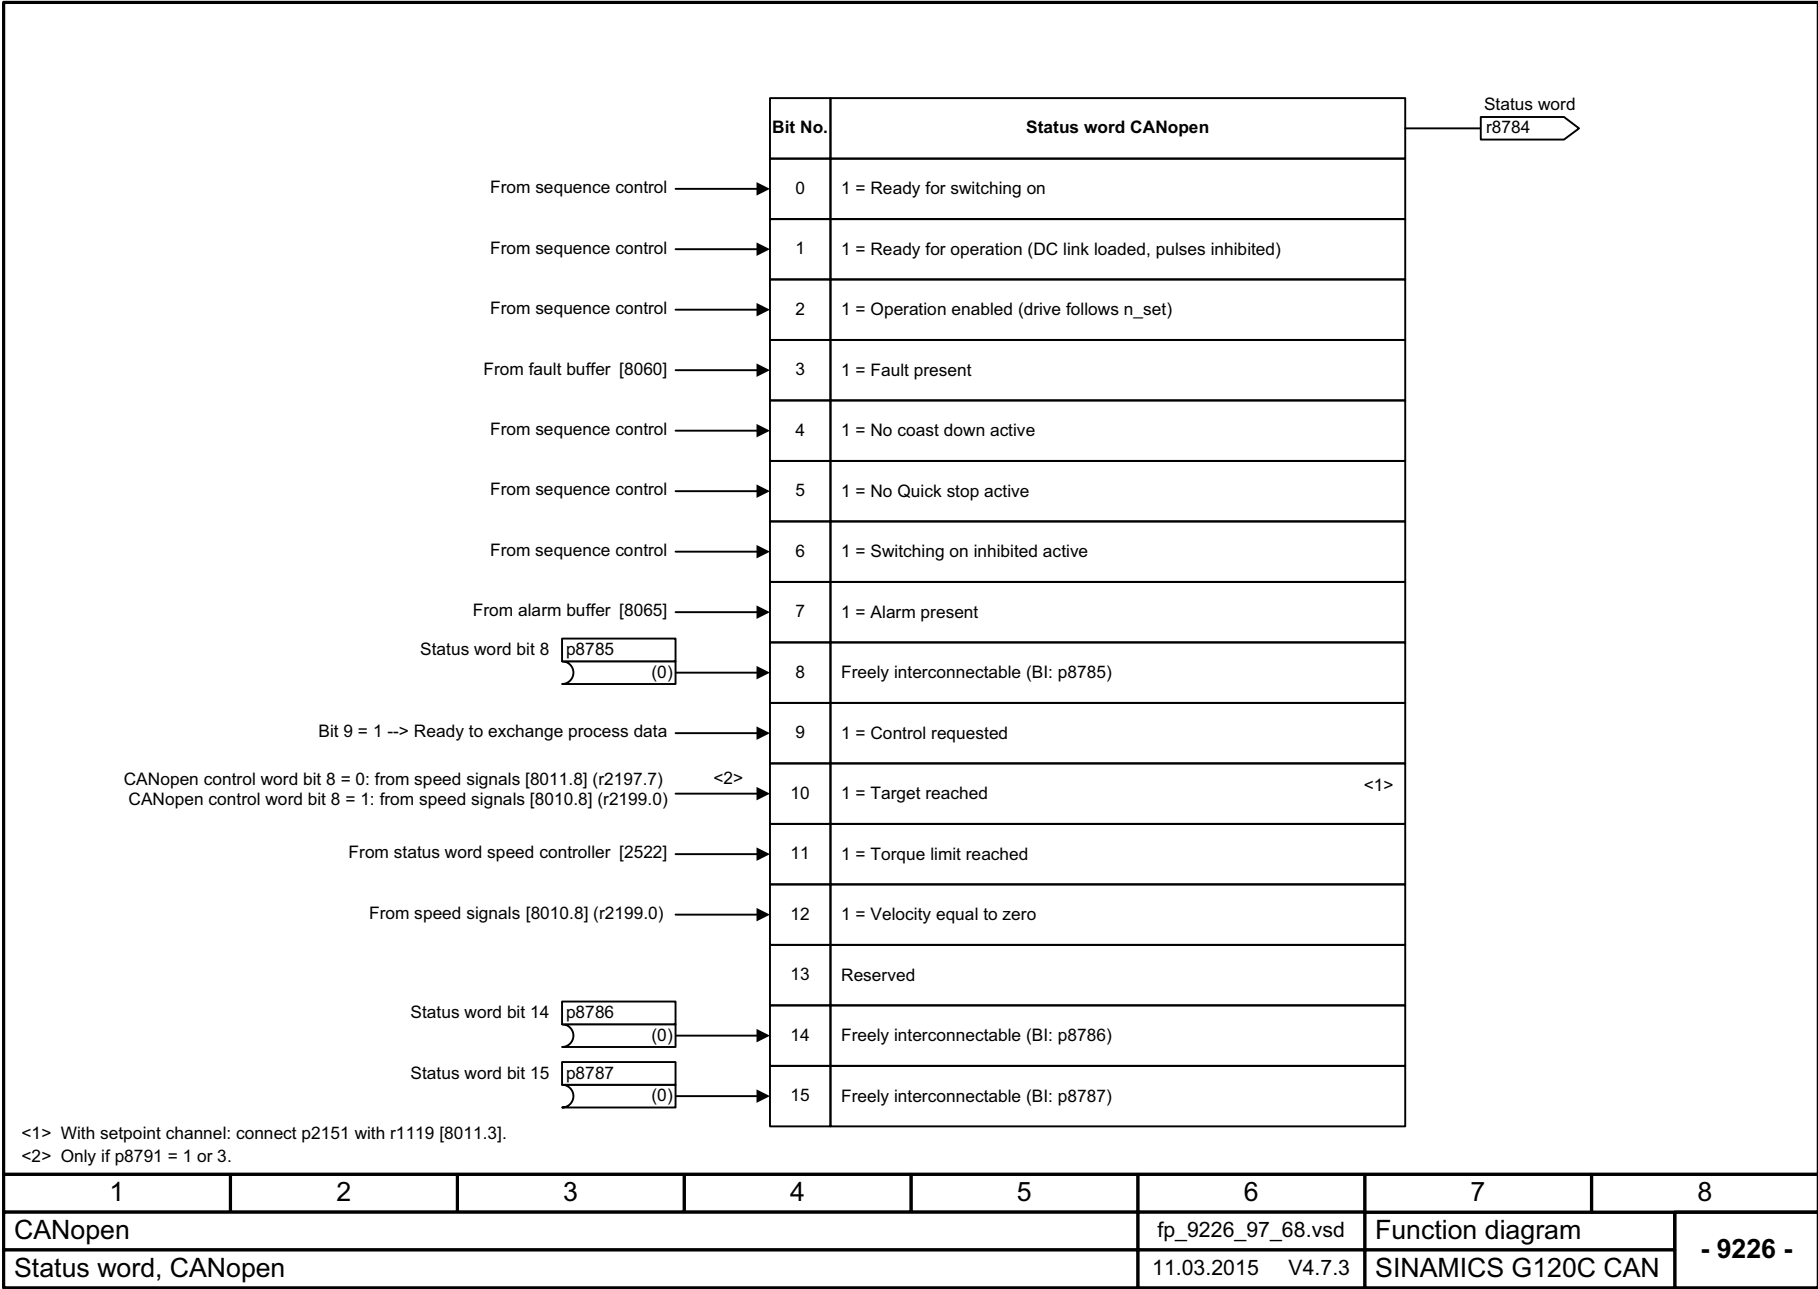 Status word
Bit No. Status word CANopen r8784
From sequence control 0 1 = Ready for switching on
From sequence control 1 1 = Ready for operation (DC link loaded, pulses inhibited)
From sequence control 2 1 = Operation enabled (drive follows n_set)
From fault buffer [8060] 3 1 = Fault present
From sequence control 4 1 = No coast down active
From sequence control 5 1 = No Quick stop active
From sequence control 6 1 = Switching on inhibited active
From alarm buffer [8065] 7 1 = Alarm present
Status word bit 8 p8785
(0) 8 Freely interconnectable (BI: p8785)
Bit 9 = 1 --> Ready to exchange process data 9 1 = Control requested
CANopen control word bit 8 = 0: from speed signals [8011.8] (r2197.7) <2>
CANopen control word bit 8 = 1: from speed signals [8010.8] (r2199.0) 10 1 = Target reached <1>
From status word speed controller [2522] 11 1 = Torque limit reached
From speed signals [8010.8] (r2199.0) 12 1 = Velocity equal to zero
13 Reserved
Status word bit 14 p8786
(0) 14 Freely interconnectable (BI: p8786)
Status word bit 15 p8787
(0) 15 Freely interconnectable (BI: p8787)
<1> With setpoint channel: connect p2151 with r1119 [8011.3].
<2> Only if p8791 = 1 or 3.
1 2 3 4 5 6 7 8
CANopen fp_9226_97_68.vsd Function diagram - 9226 -
Status word, CANopen 11.03.2015 V4.7.3 SINAMICS G120C CAN